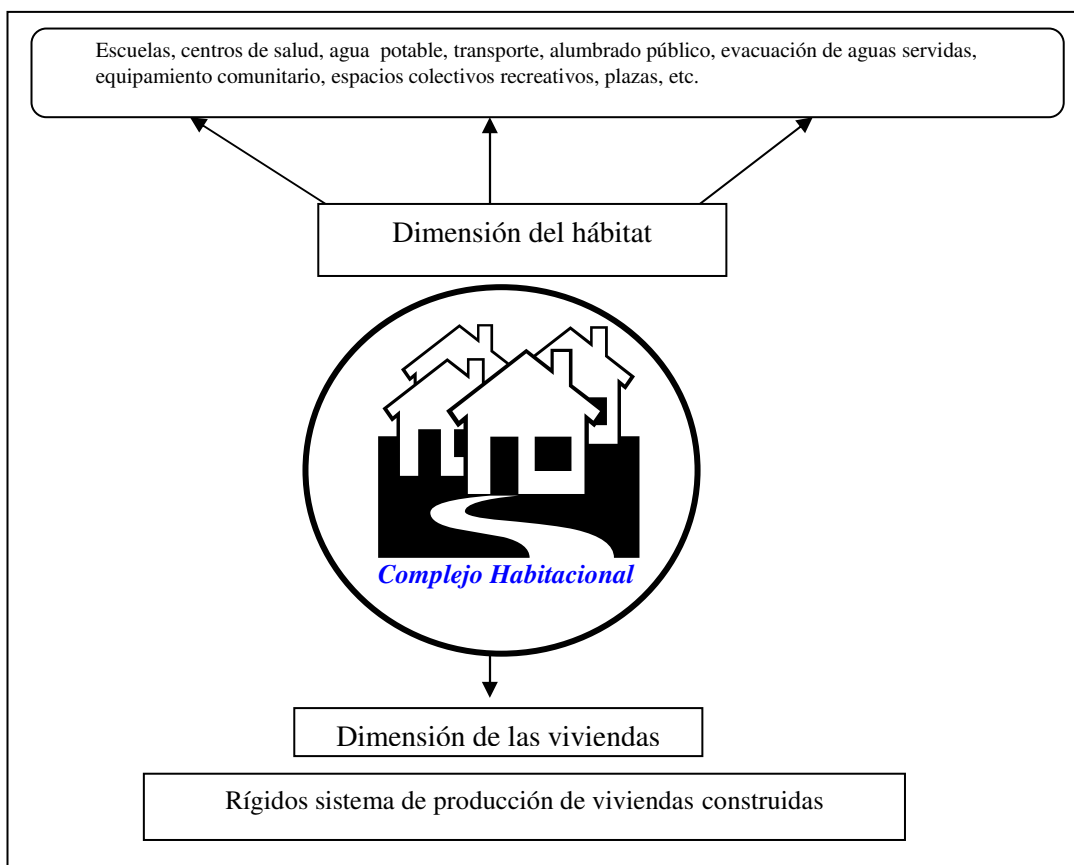 Escuelas, centros de salud, agua  potable, transporte, alumbrado público, evacuación de aguas servidas,
equipamiento comunitario, espacios colectivos recreativos, plazas, etc.
Dimensión del hábitat
Complejo Habitacional
Dimensión de las viviendas
Rígidos sistema de producción de viviendas construidas